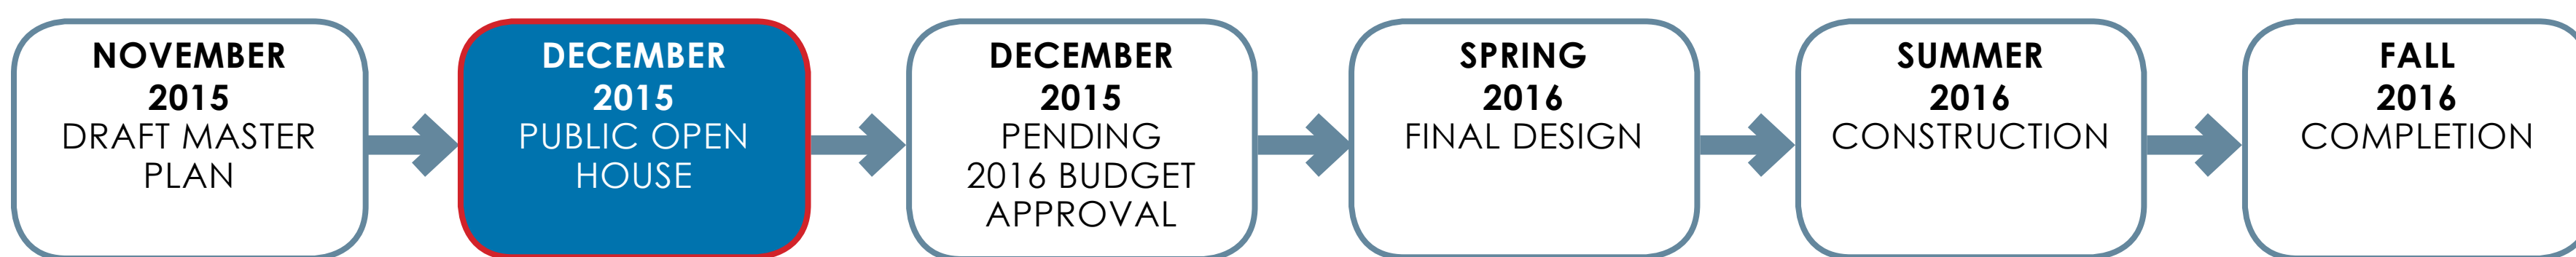 NOVEMBER
2015
DRAFT MASTER
PLAN
DECEMBER
2015
PUBLIC OPEN
HOUSE
DECEMBER
2015
PENDING
2016 BUDGET
APPROVAL
SPRING
2016
FINAL DESIGN
SUMMER
2016
CONSTRUCTION
FALL
2016
COMPLETION